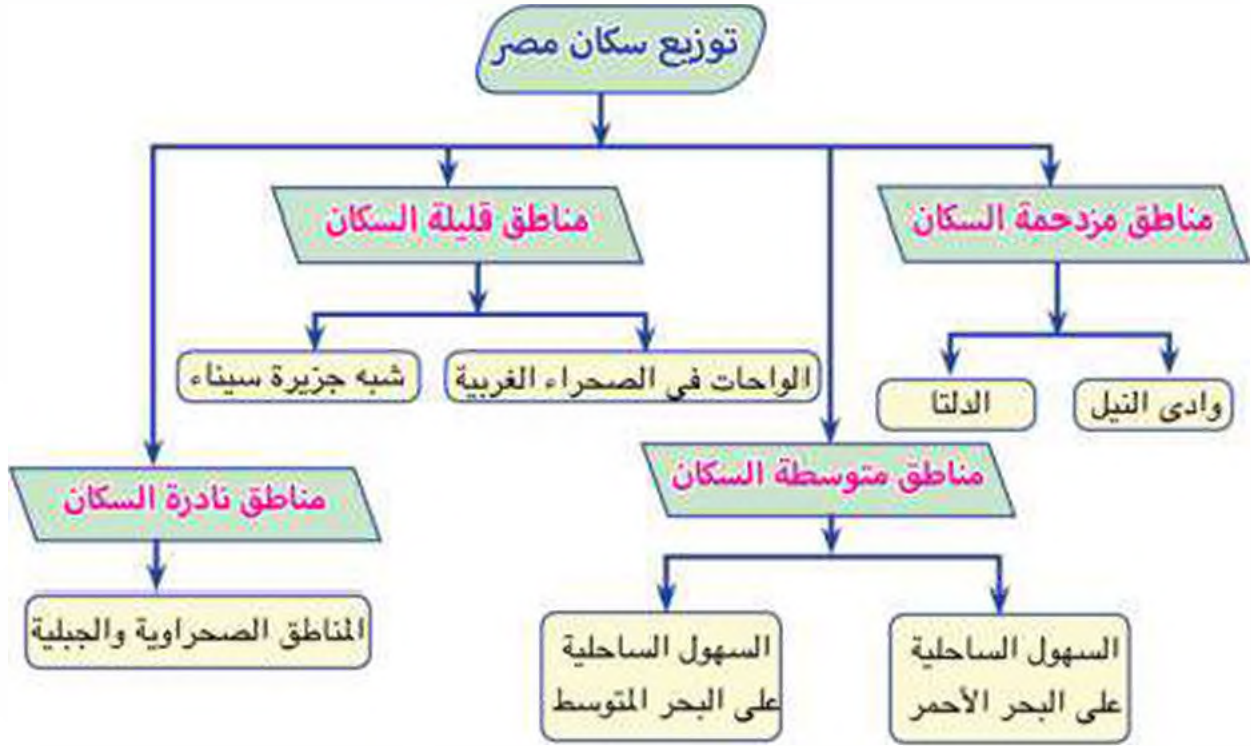 توزيع سكان مصر
مناطق مزدحمة السكان
وادى النيل
الدلتا
مناطق متوسطة السكان
السهول الساحلية
على البحر الأحمر
السهول الساحلية
على البحر المتوسط
مناطق قليلة السكان
الواحات فى الصحراء الغربية
شبه جزيرة سيناء
مناطق نادرة السكان
المناطق الصحراوية والجبلية